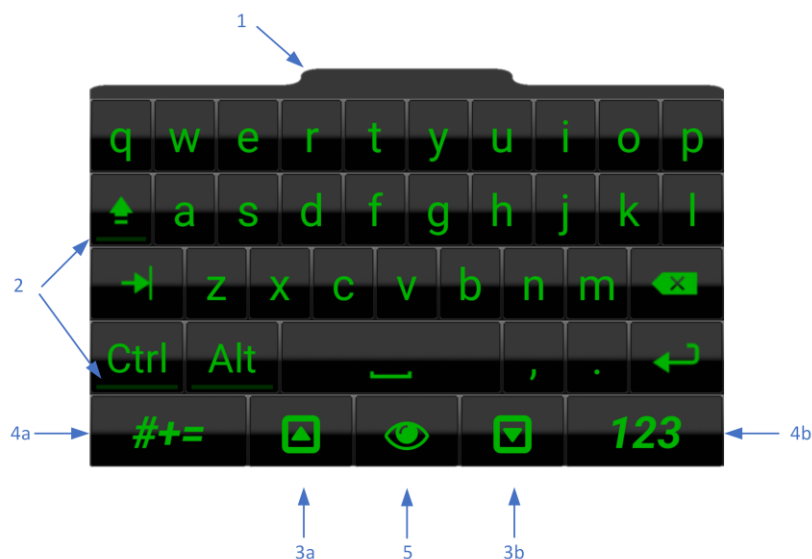 1
q w e r t y u i o p
a s d f g h j k l
2
z x c v b n m
Ctrl Alt , .
4a #+= 123 4b
3a 5 3b